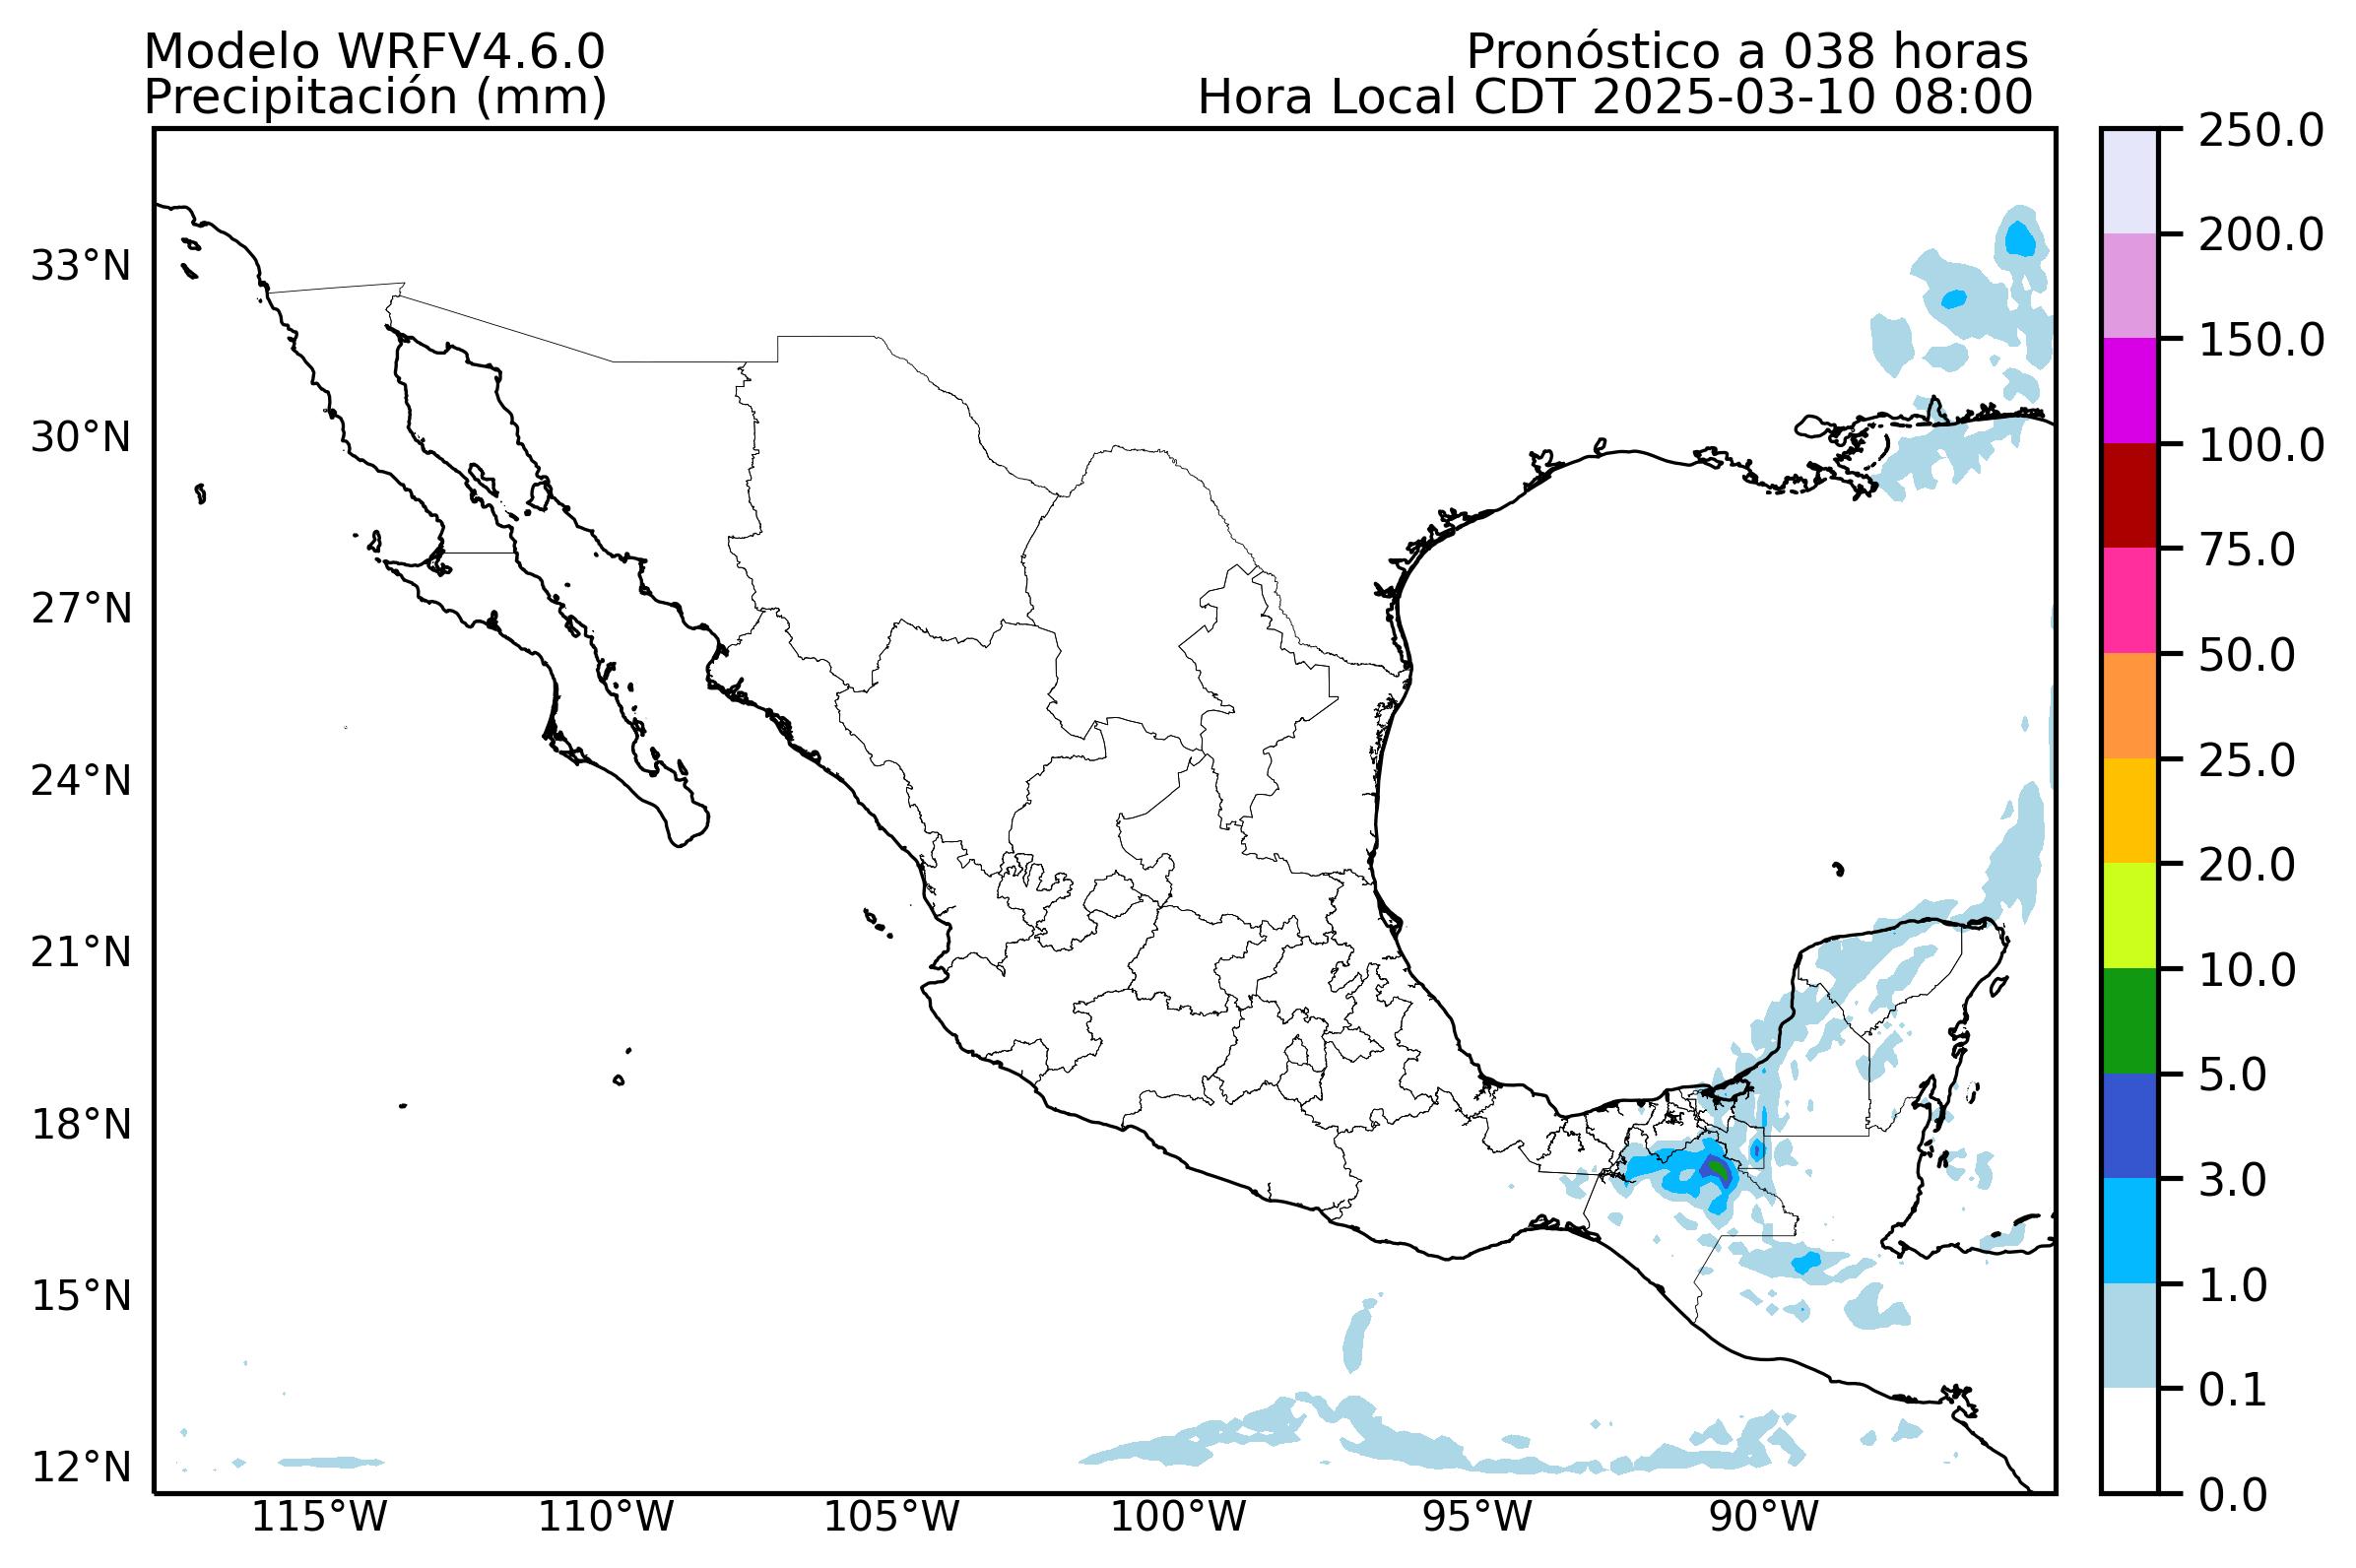 Modelo WRFV4.6.0
Precipitación (mm)
Pronóstico a 038 horas
Hora Local CDT 2025-03-10 08:00
33°N
30°N
27°N
24°N
21°N
18°N
15°N
12°N
115°W
110°W
105°W
100°W
95°W
90°W
250.0
200.0
150.0
100.0
75.0
50.0
25.0
20.0
10.0
5.0
3.0
1.0
0.1
0.0